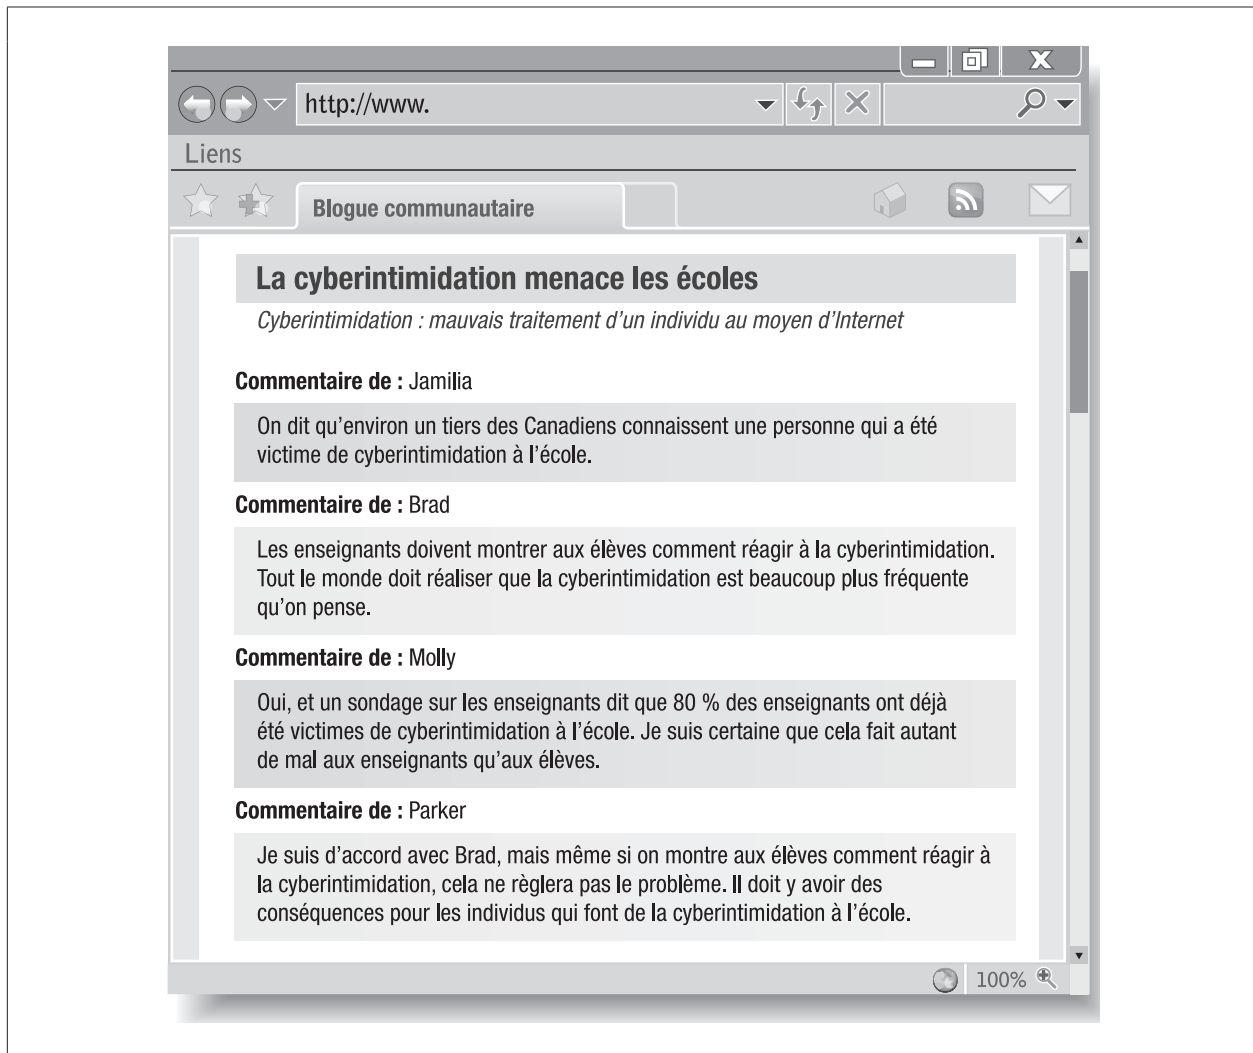 http://www.
Liens
Blogue communautaire
La cyberintimidation menace les écoles
Cyberintimidation : mauvais traitement d'un individu au moyen d'Internet
Commentaire de : Jamilia
On dit qu'environ un tiers des Canadiens connaissent une personne qui a été
victime de cyberintimidation à l'école.
Commentaire de : Brad
Les enseignants doivent montrer aux élèves comment réagir à la cyberintimidation.
Tout le monde doit réaliser que la cyberintimidation est beaucoup plus fréquente
qu'on pense.
Commentaire de : Molly
Oui, et un sondage sur les enseignants dit que 80 % des enseignants ont déjà
été victimes de cyberintimidation à l'école. Je suis certaine que cela fait autant
de mal aux enseignants qu'aux élèves.
Commentaire de : Parker
Je suis d'accord avec Brad, mais même si on montre aux élèves comment réagir à
la cyberintimidation, cela ne règlera pas le problème. Il doit y avoir des
conséquences pour les individus qui font de la cyberintimidation à l'école.
100%